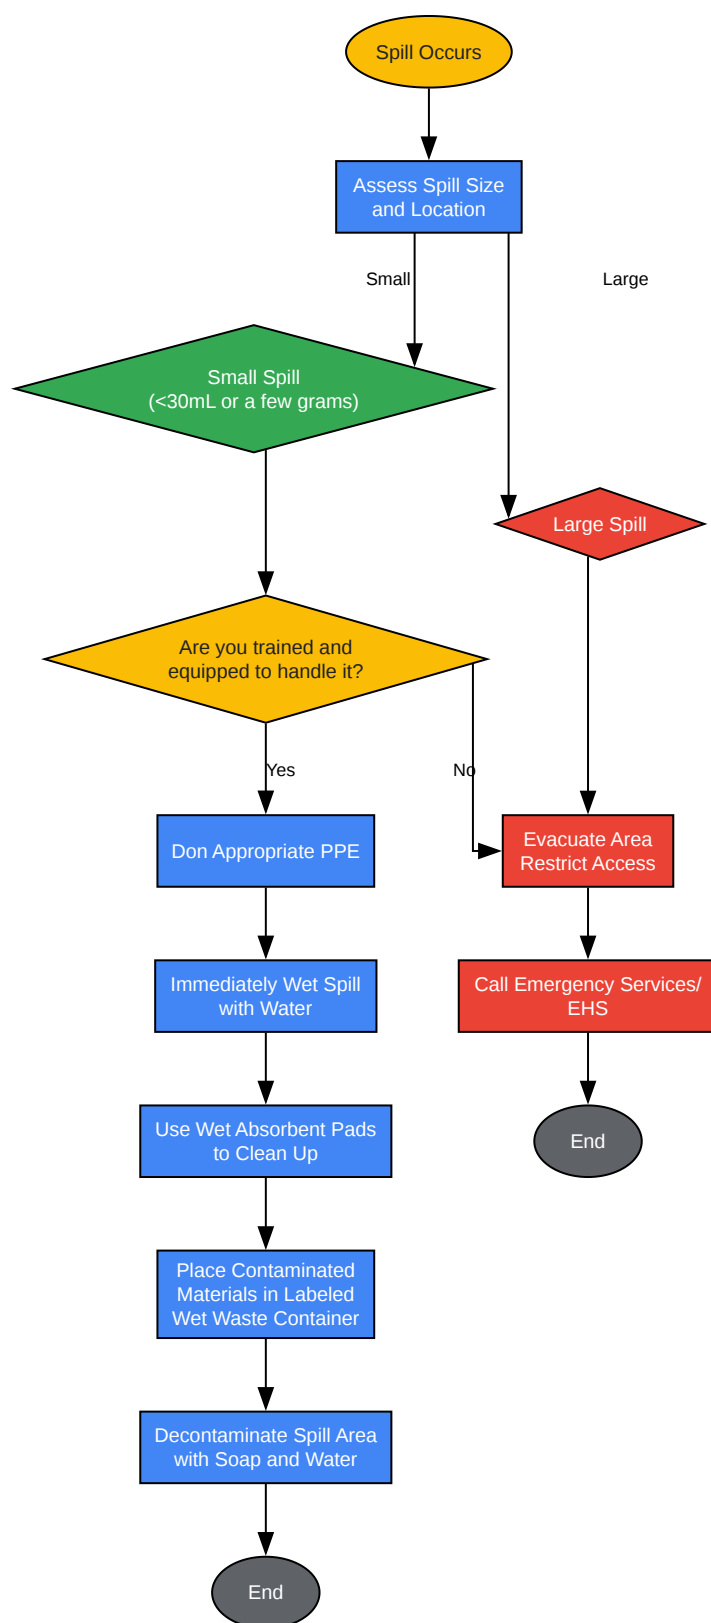 Spill Occurs
Assess Spill Size
and Location
Small
Large
Small Spill
(<30mL or a few grams)
Large Spill
Are you trained and
equipped to handle it?
Yes
No
Don Appropriate PPE
Evacuate Area
Restrict Access
Immediately Wet Spill
with Water
Call Emergency Services/
EHS
Use Wet Absorbent Pads
to Clean Up
End
Place Contaminated
Materials in Labeled
Wet Waste Container
Decontaminate Spill Area
with Soap and Water
End